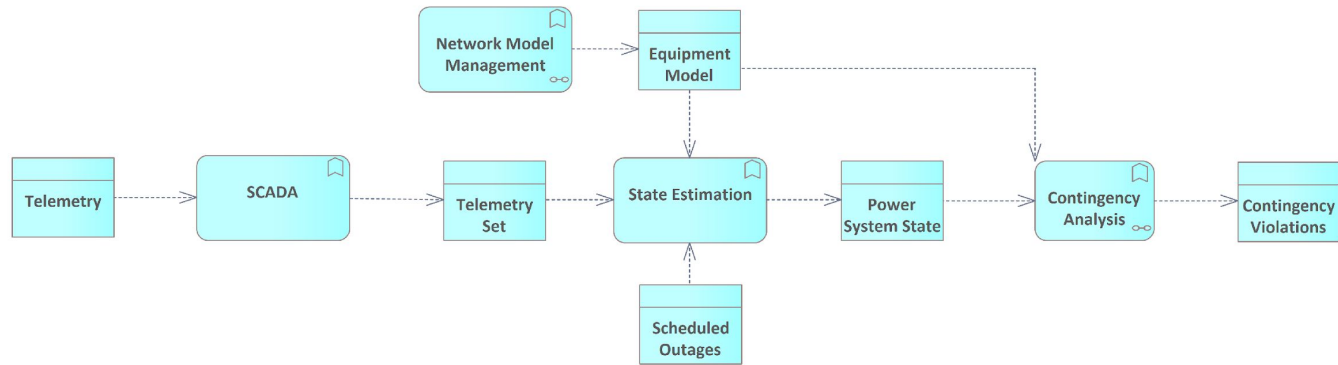 Network Model
Management
Equipment
Model
Telemetry
SCADA
Telemetry
Set
State Estimation
Power
System State
Contingency
Analysis
Contingency
Violations
Scheduled
Outages